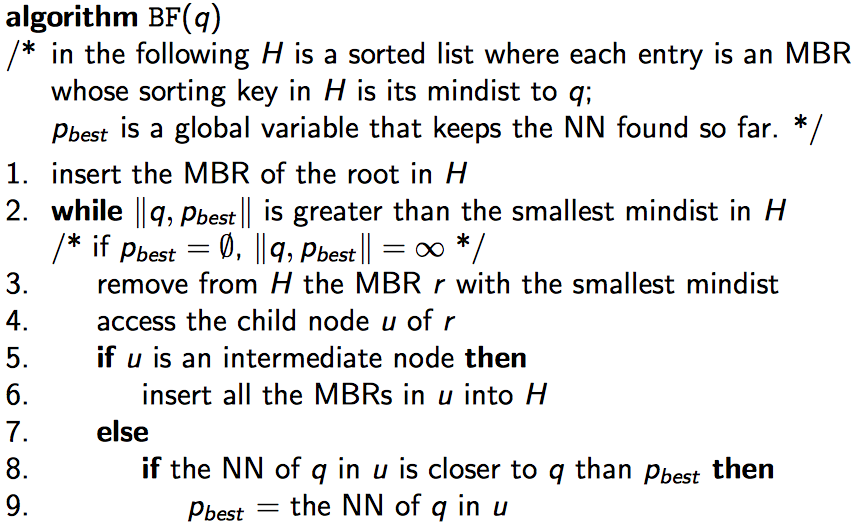 algorithm BF(q)
/* in the following H is a sorted list where each entry is an MBR
whose sorting key in H is its mindist to q;
p_best is a global variable that keeps the NN found so far. */
1. insert the MBR of the root in H
2. while ‖q, p_best‖ is greater than the smallest mindist in H
/* if p_best = ∅, ‖q, p_best‖ = ∞ */
3. remove from H the MBR r with the smallest mindist
4. access the child node u of r
5. if u is an intermediate node then
6. insert all the MBRs in u into H
7. else
8. if the NN of q in u is closer to q than p_best then
9. p_best = the NN of q in u